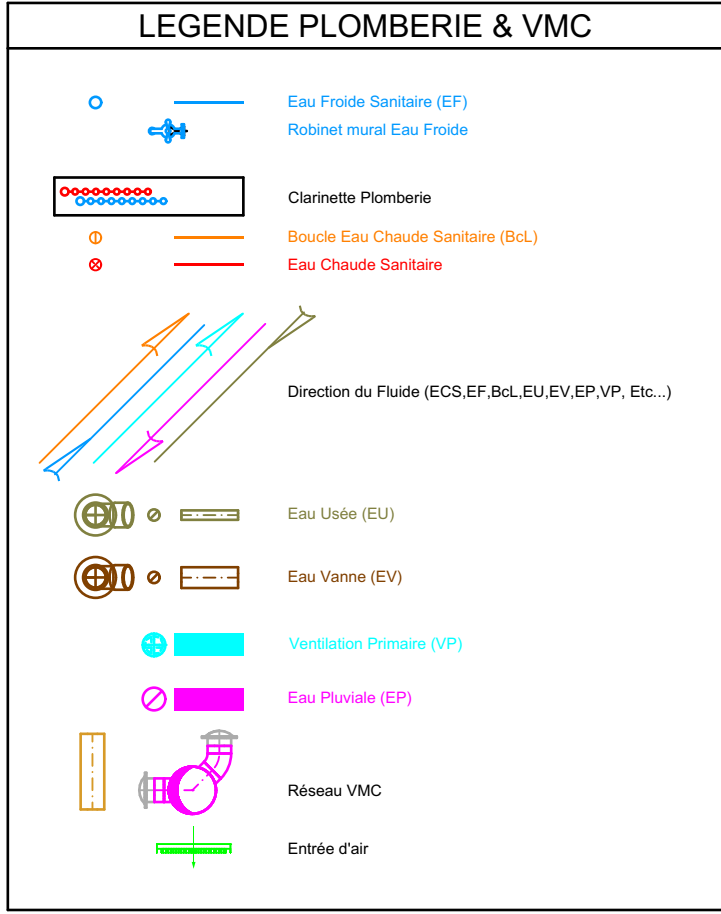 LEGENDE PLOMBERIE & VMC
Eau Froide Sanitaire (EF)
Robinet mural Eau Froide
Clarinette Plomberie
Boucle Eau Chaude Sanitaire (BcL)
Eau Chaude Sanitaire
Direction du Fluide (ECS,EF,BcL,EU,EV,EP,VP, Etc...)
Eau Usée (EU)
Eau Vanne (EV)
Ventilation Primaire (VP)
Eau Pluviale (EP)
Réseau VMC
Entrée d'air